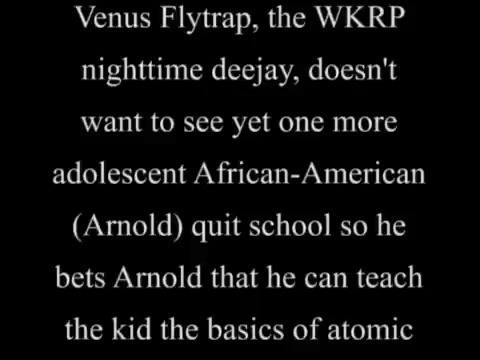 Venus Flytrap, the WKRP
nighttime deejay, doesn't
want to see yet one more
adolescent African-American
(Arnold) quit school so he
bets Arnold that he can teach
the kid the basics of atomic